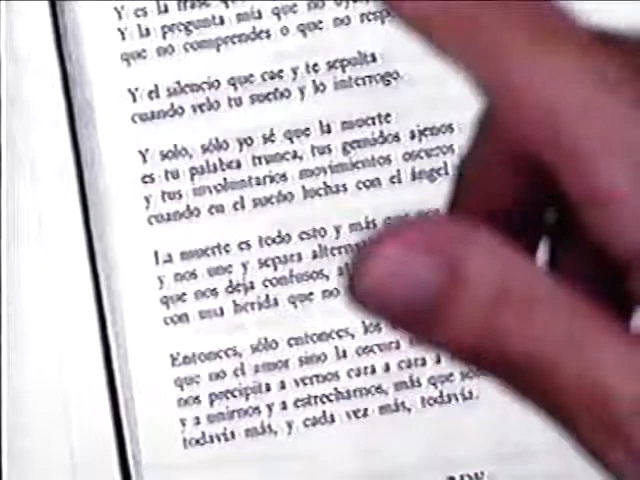 Y es la frase que
Y la pregunta mía que no
que no comprendes o que no resp
Y el silencio que cae y te sepulta
cuando velo tu sueño y lo interrogo.
Y solo, sólo yo sé que la muerte
es tu palabra trunca, tus gemidos ajenos
y tus involuntarios movimientos oscuros
cuando en el sueño luchas con el ángel
La muerte es todo esto y más que nos
y nos une y separa altern
que nos deja confusos, at
con una herida que no
Entonces, sólo entonces, los
que no el amor sino la oscura
nos precipita a vernos cara a cara a
y a unirnos y a estrecharnos, más que
todavía más, y cada vez más, todavía.